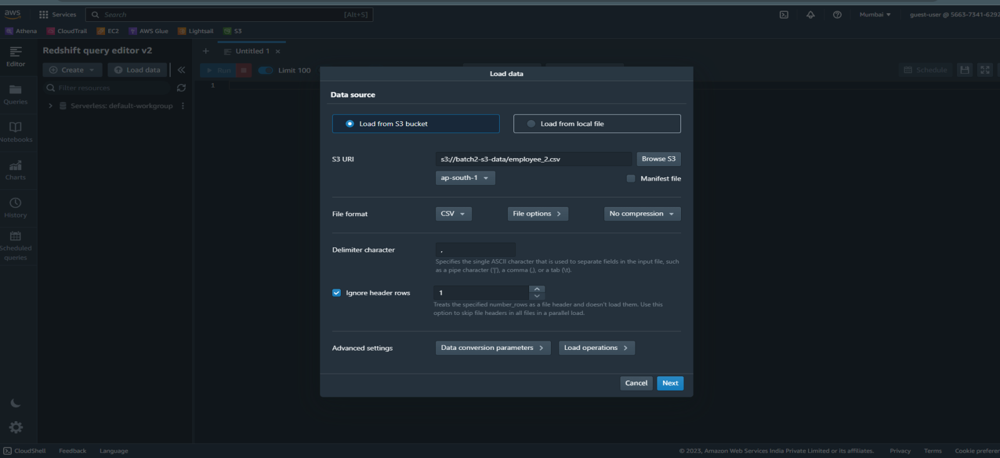 aws
Services
Search
[Alt+S]
Mumbai
guest-user @ 5663-7341-6292
Athena
CloudTrail
EC2
AWS Glue
Lightsail
S3
Editor
Queries
Notebooks
Charts
History
Scheduled
queries
Redshift query editor v2
Create
Load data
Filter resources
Serverless: default-workgroup
Untitled 1
Run
Limit 100
Schedule
1
Load data
Data source
Load from S3 bucket
Load from local file
S3 URI
s3://batch2-s3-data/employee_2.csv
Browse S3
ap-south-1
Manifest file
File format
CSV
File options
No compression
Delimiter character
,
Specifies the single ASCII character that is used to separate fields in the input file, such
as a pipe character ('|'), a comma (,), or a tab (\t).
Ignore header rows
1
Treats the specified number_rows as a file header and doesn't load them. Use this
option to skip file headers in all files in a parallel load.
Advanced settings
Data conversion parameters
Load operations
Cancel
Next
CloudShell
Feedback
Language
© 2023, Amazon Web Services India Private Limited or its affiliates.
Privacy
Terms
Cookie preferen